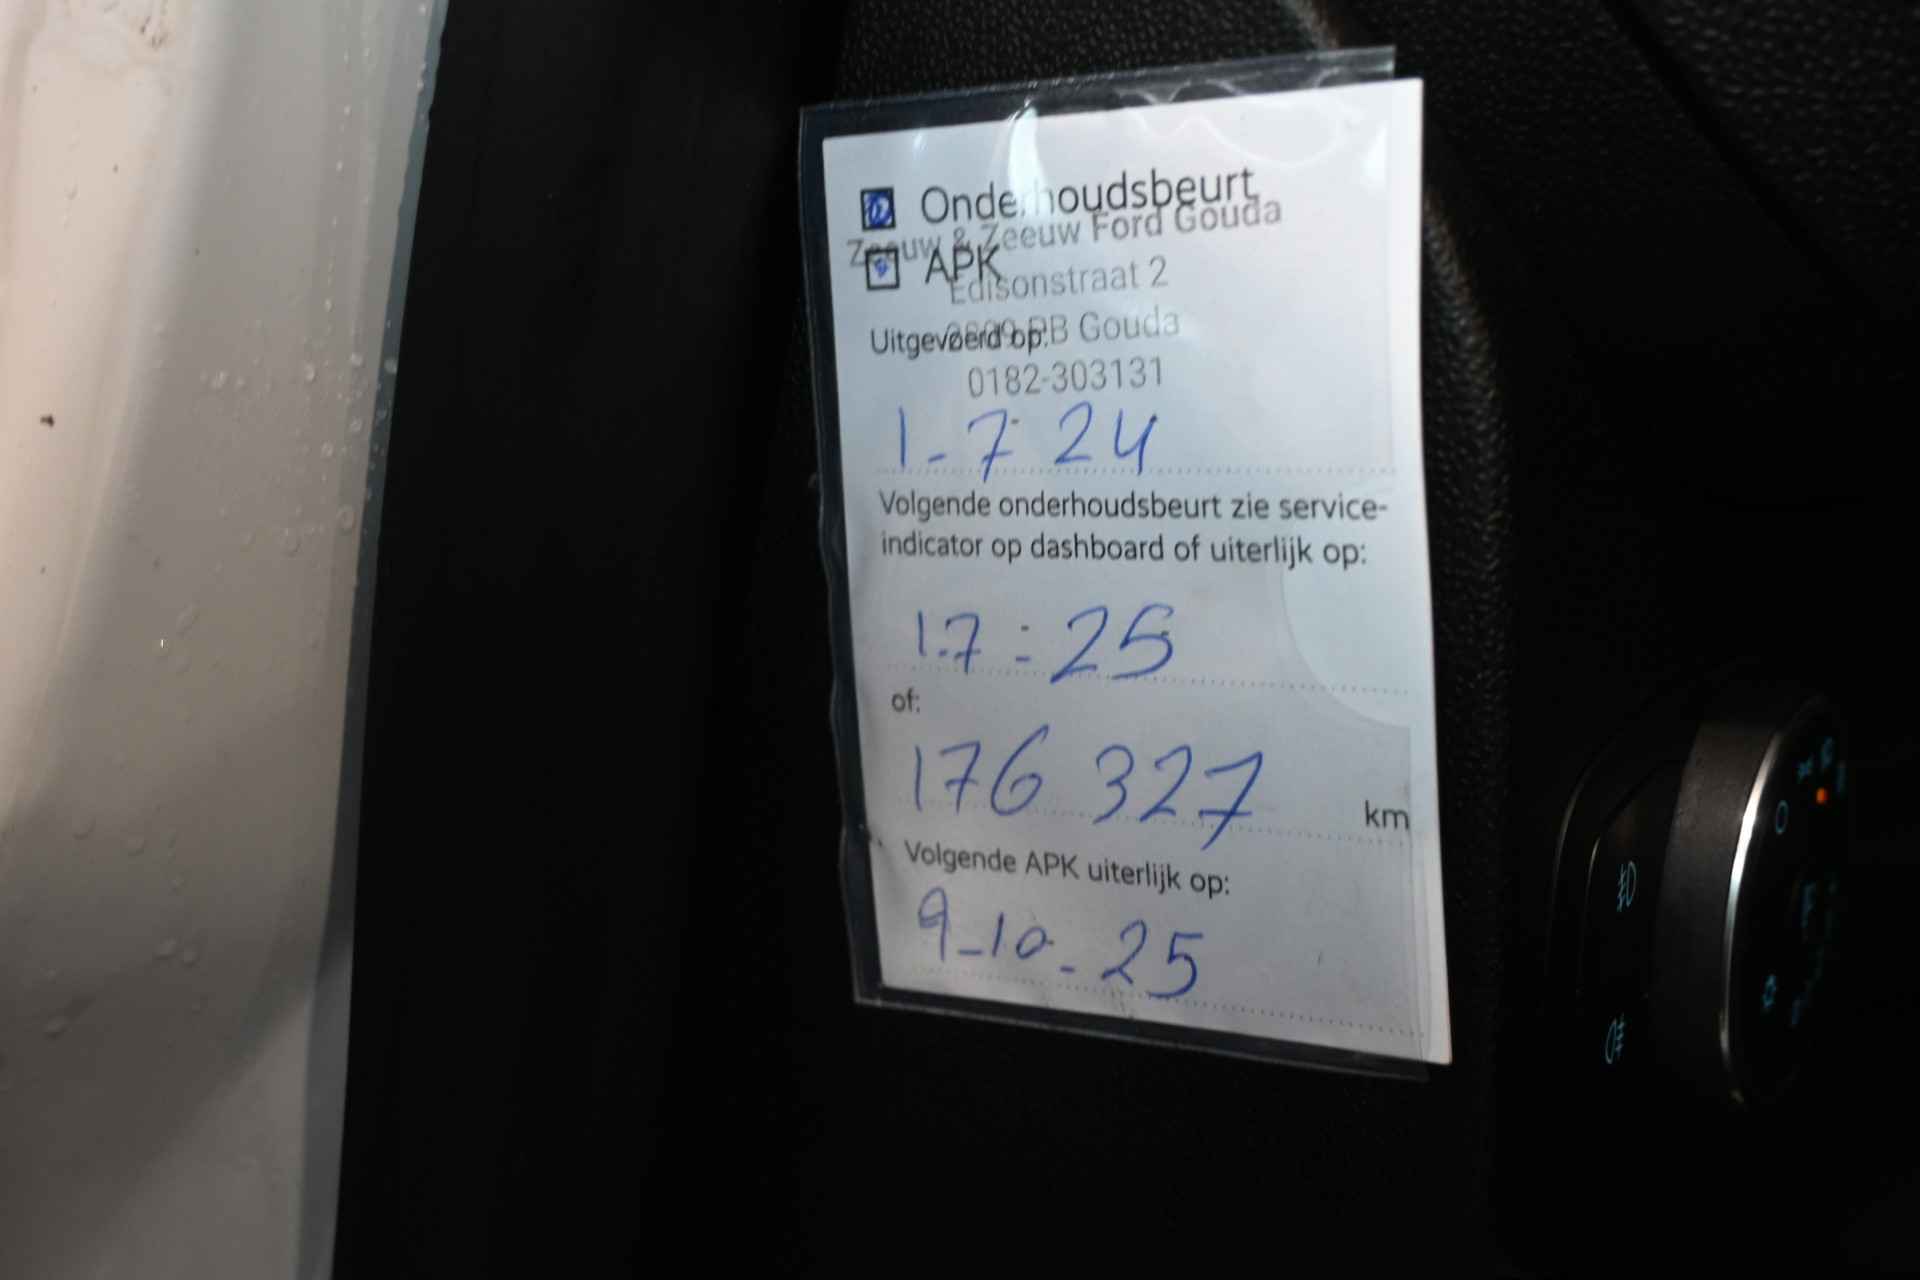 Onderhoudsbeurt
Zeeuw & Zeeuw Ford Gouda
APK
Edisonstraat 2
Uitgevoerd op:
PB Gouda
0182-303131
1-7-24
Volgende onderhoudsbeurt zie service-
indicator op dashboard of uiterlijk op:
1-7-25
of:
176 327 km
Volgende APK uiterlijk op:
9-10-25